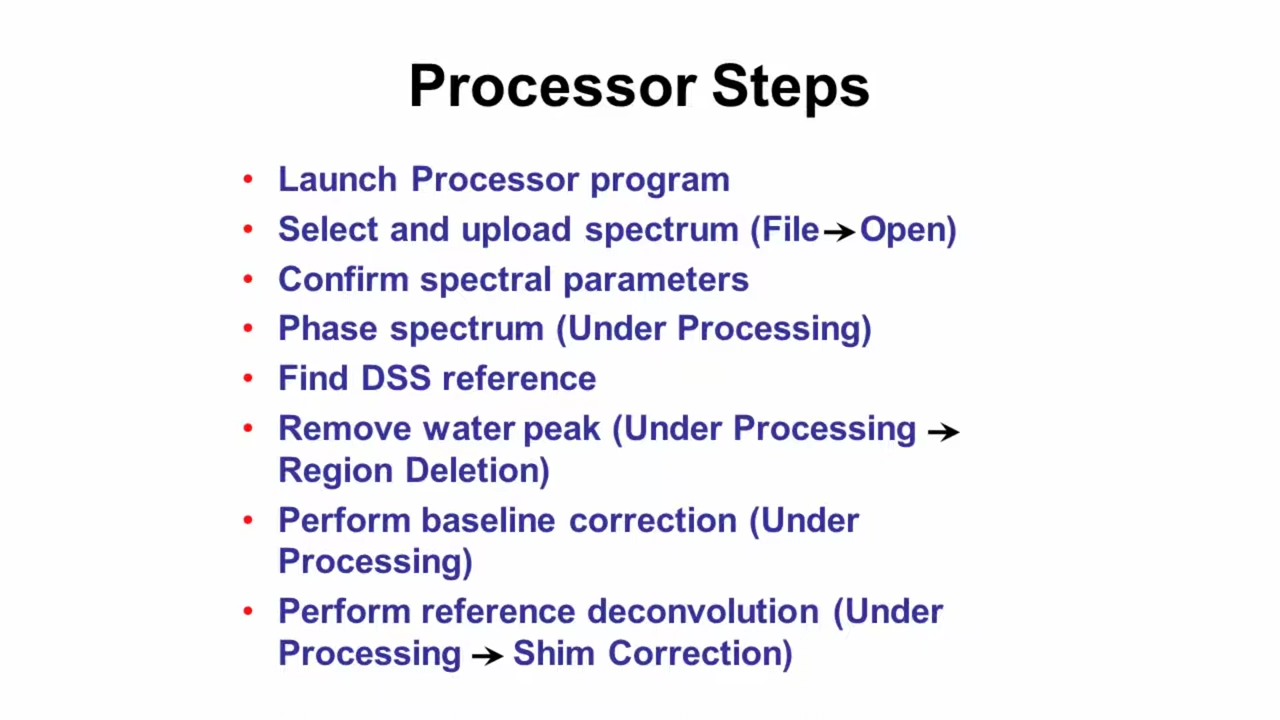 Processor Steps
• Launch Processor program
• Select and upload spectrum (File→Open)
• Confirm spectral parameters
• Phase spectrum (Under Processing)
• Find DSS reference
• Remove water peak (Under Processing →
Region Deletion)
• Perform baseline correction (Under
Processing)
• Perform reference deconvolution (Under
Processing → Shim Correction)